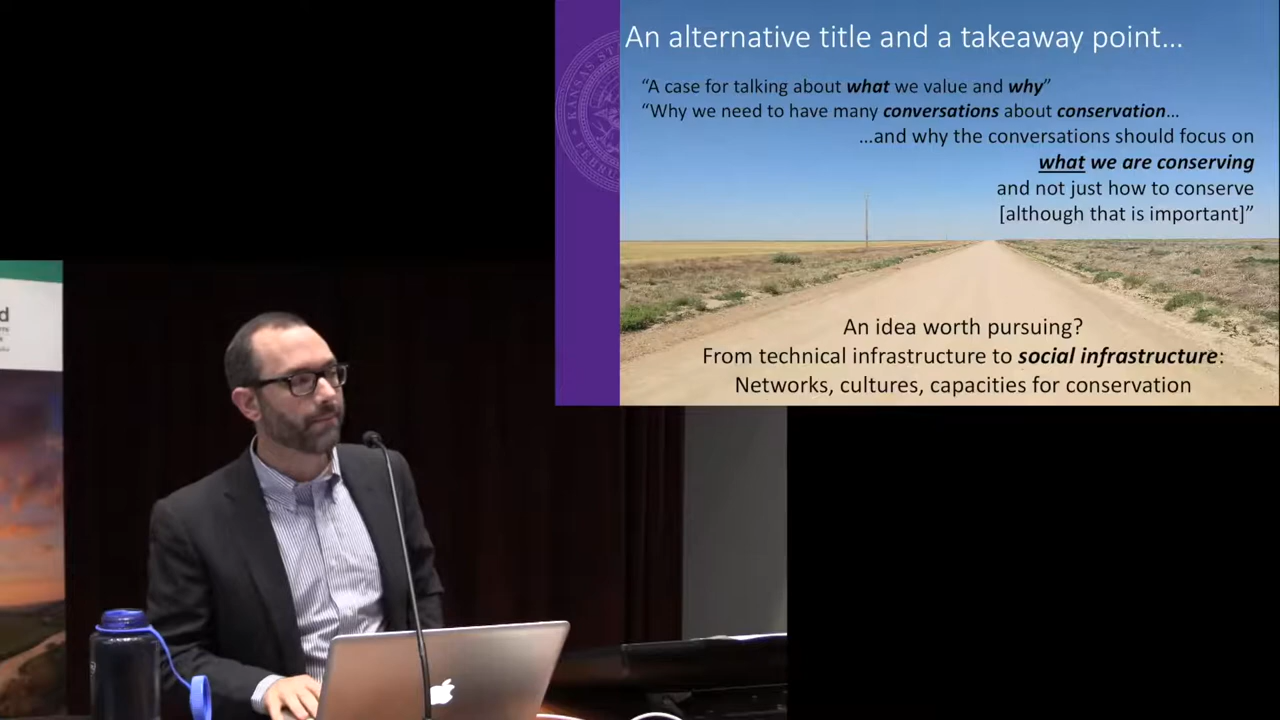 An alternative title and a takeaway point...
“A case for talking about what we value and why”
“Why we need to have many conversations about conservation...
...and why the conversations should focus on
what we are conserving
and not just how to conserve
[although that is important]”
An idea worth pursuing?
From technical infrastructure to social infrastructure:
Networks, cultures, capacities for conservation
KANSAS ST
d